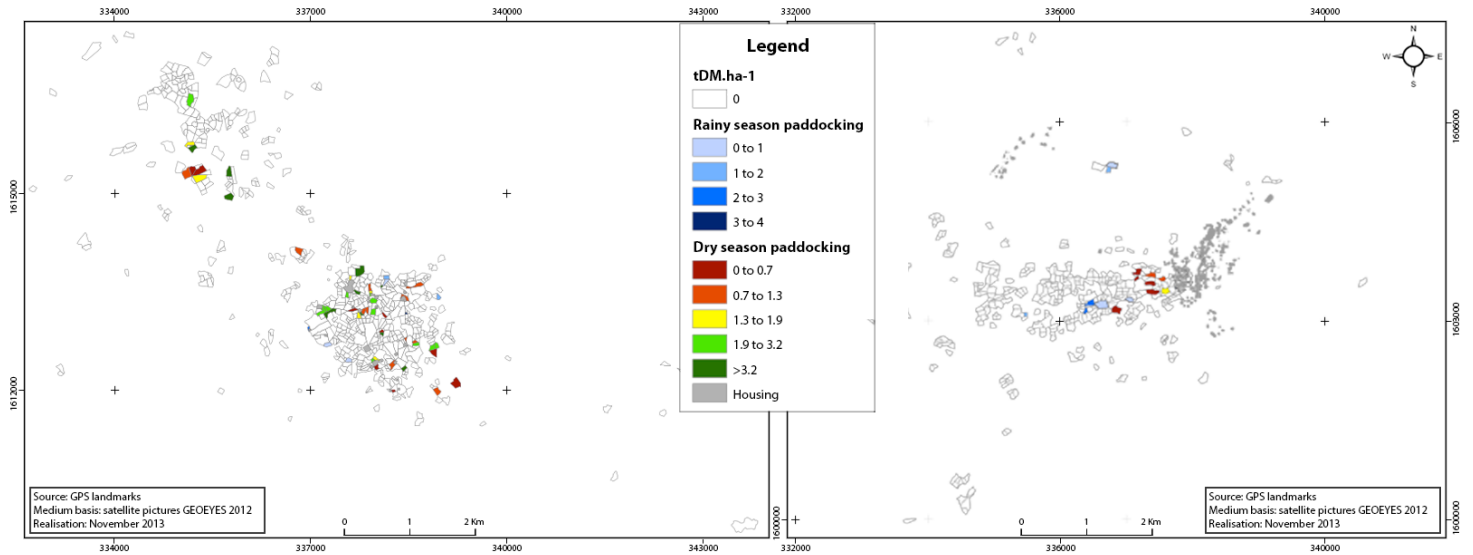 334000
337000
340000
343000
332000
336000
340000
Legend
tDM.ha-1
0
Rainy season paddocking
0 to 1
1 to 2
2 to 3
3 to 4
Dry season paddocking
0 to 0.7
0.7 to 1.3
1.3 to 1.9
1.9 to 3.2
>3.2
Housing
N
W
E
S
1615000
1612000
1606000
1603000
1600000
1600000
Source: GPS landmarks
Medium basis: satellite pictures GEOEYES 2012
Realisation: November 2013
0 1 2 Km
Source: GPS landmarks
Medium basis: satellite pictures GEOEYES 2012
Realisation: November 2013
0 1 2 Km
334000
337000
340000
343000
332000
336000
340000